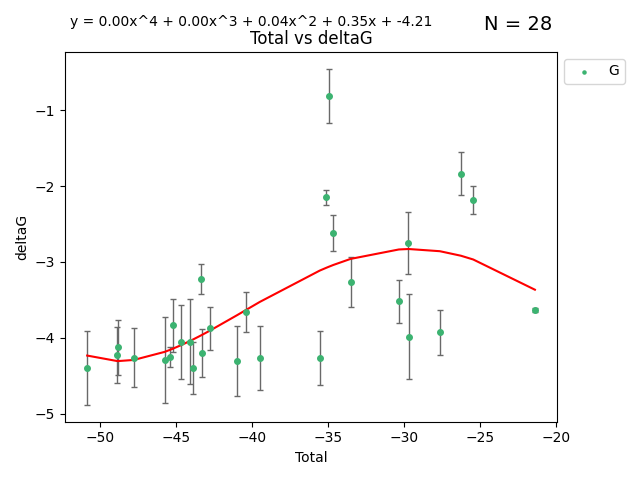 y = 0.00x^4 + 0.00x^3 + 0.04x^2 + 0.35x + -4.21
N = 28
Total vs deltaG
G
−1
−2
−3
−4
−5
deltaG
−50 −45 −40 −35 −30 −25 −20
Total